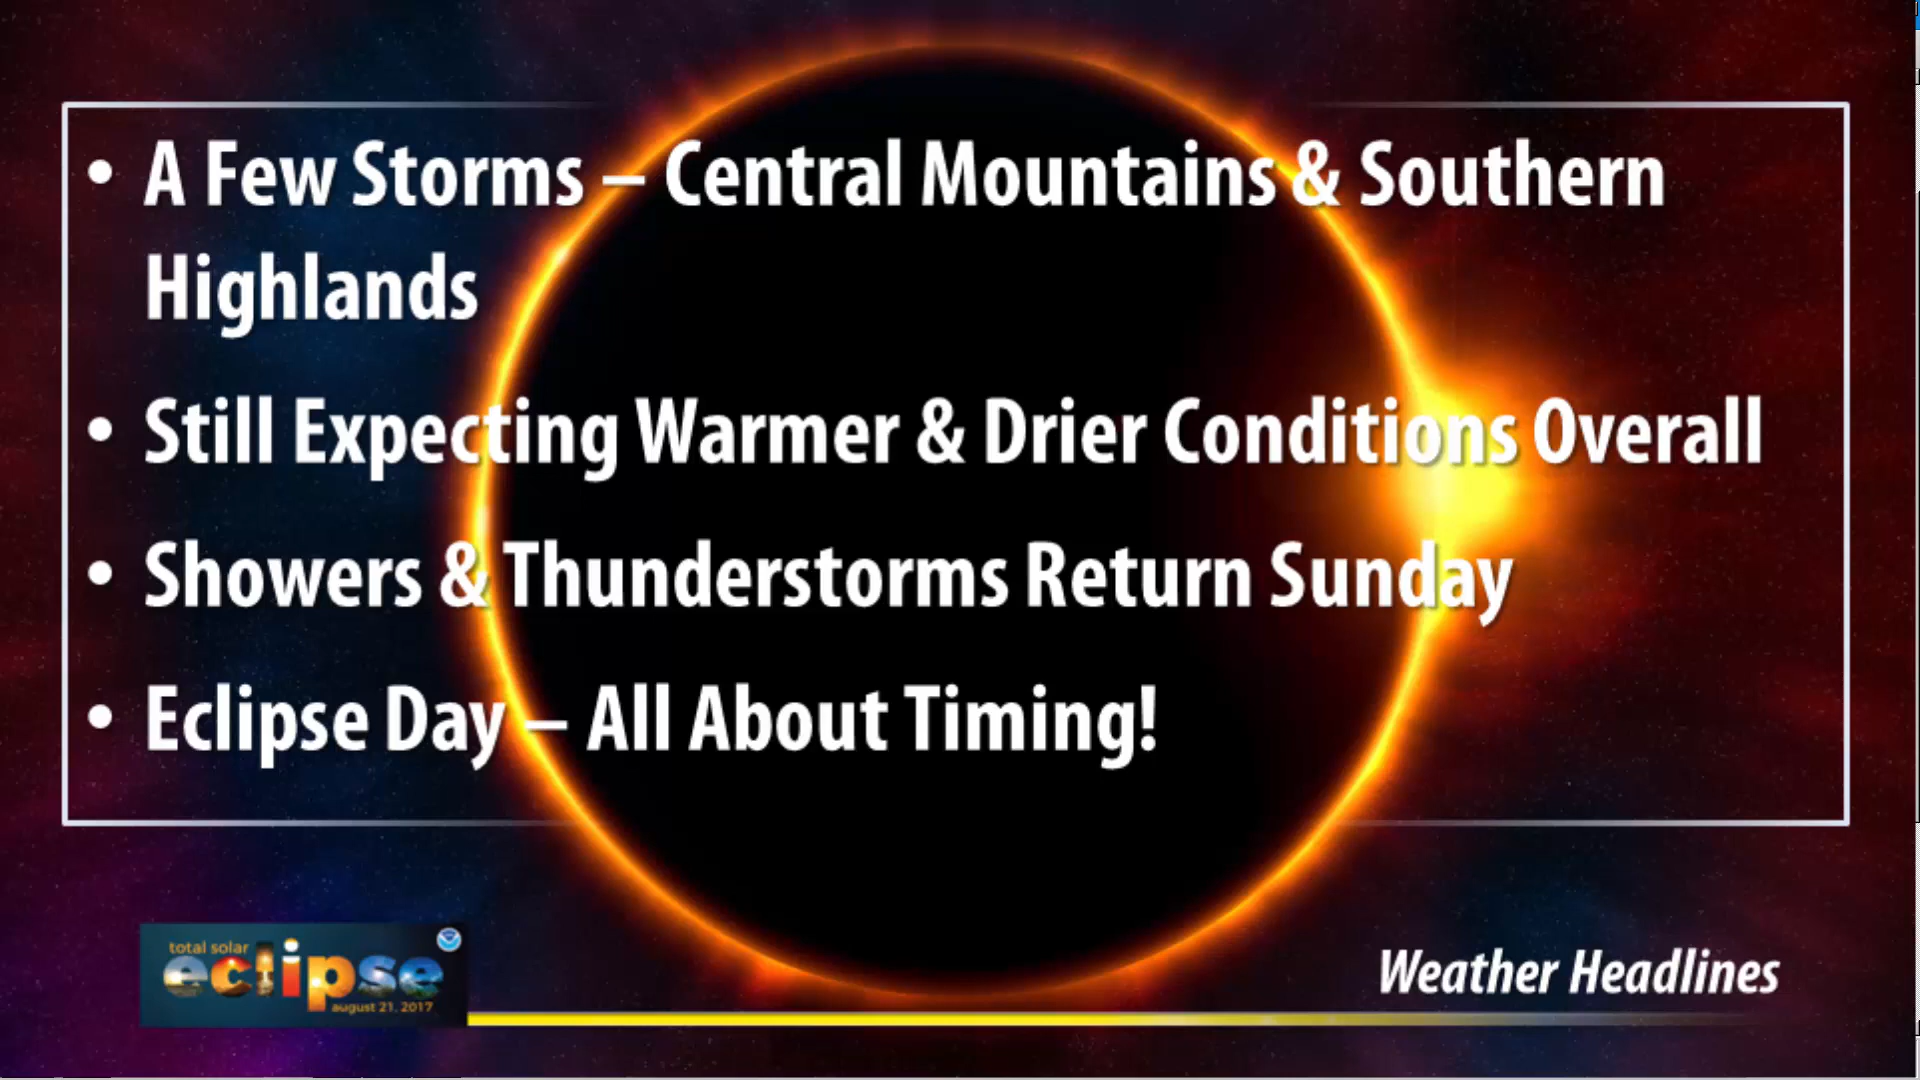 • A Few Storms – Central Mountains & Southern
Highlands
• Still Expecting Warmer & Drier Conditions Overall
• Showers & Thunderstorms Return Sunday
• Eclipse Day – All About Timing!
total solar
eclipse
august 21, 2017
Weather Headlines